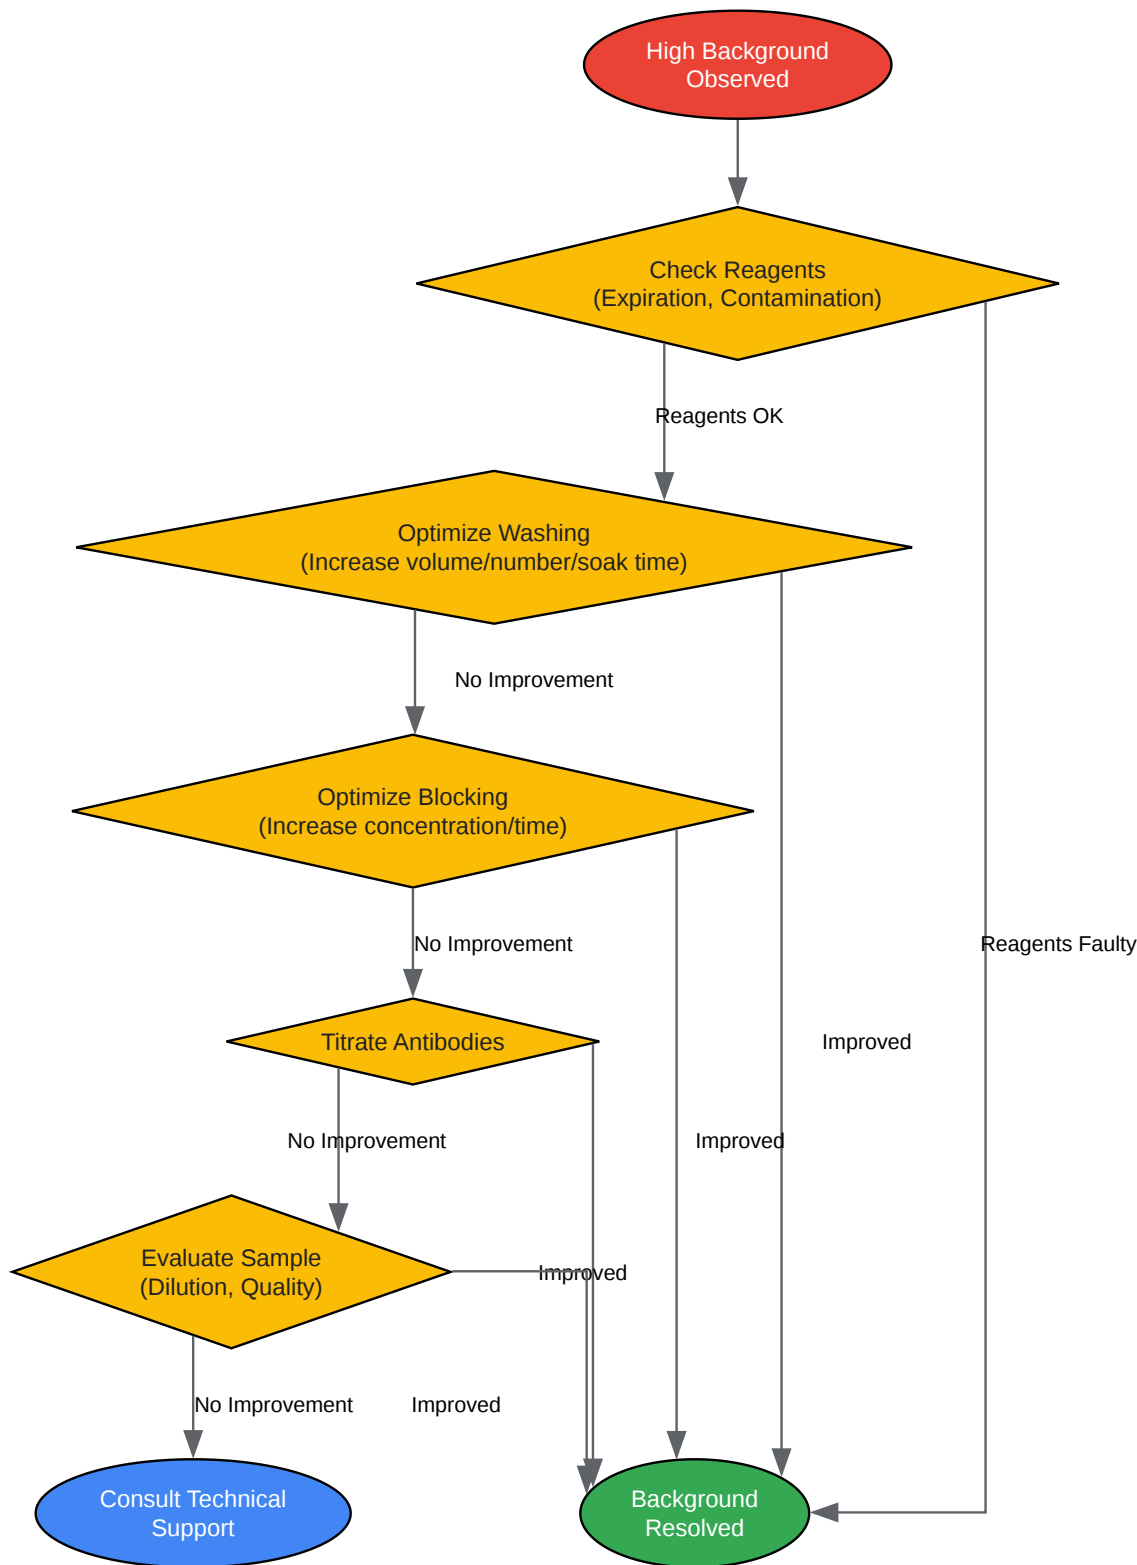 High Background
Observed
Check Reagents
(Expiration, Contamination)
Reagents OK
Optimize Washing
(Increase volume/number/soak time)
No Improvement
Optimize Blocking
(Increase concentration/time)
No Improvement
Reagents Faulty
Titrate Antibodies
Improved
No Improvement
Improved
Evaluate Sample
(Dilution, Quality)
Improved
No Improvement
Improved
Consult Technical
Support
Background
Resolved